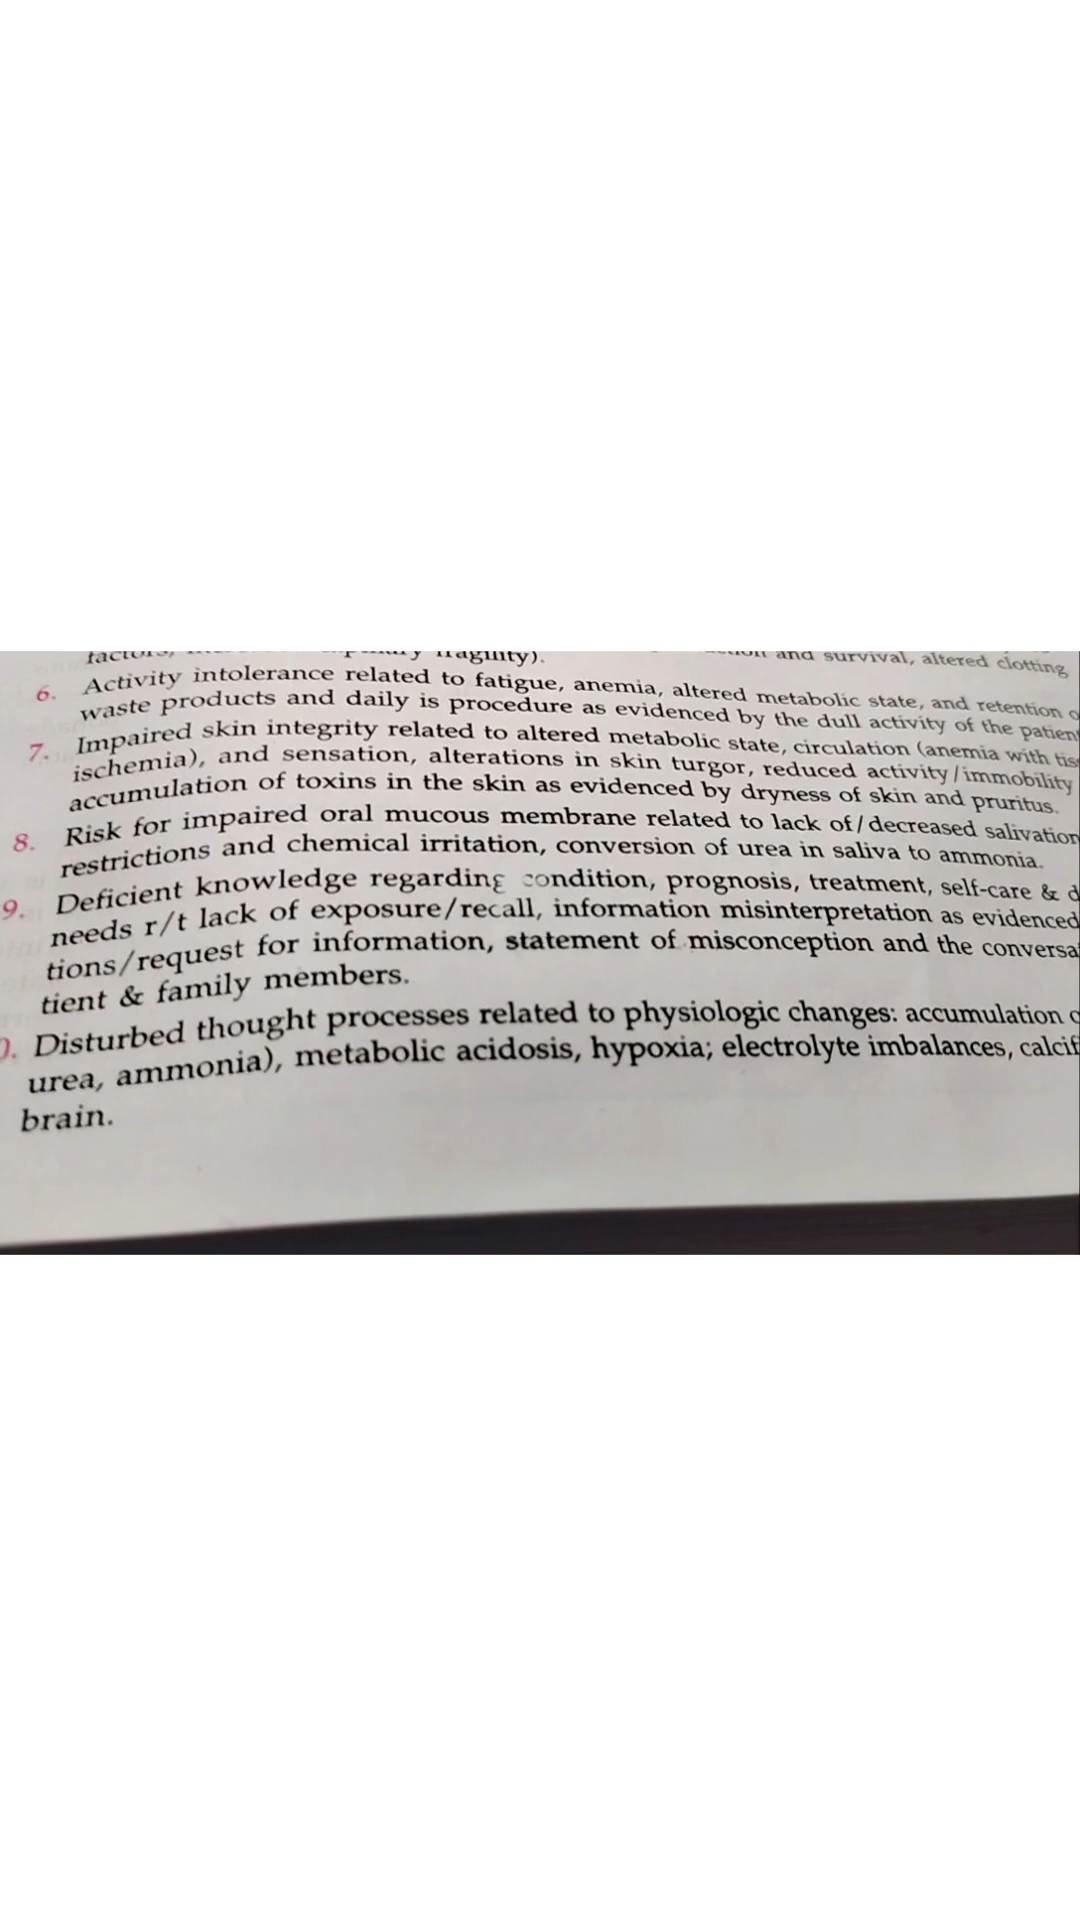 fragility).
and survival, altered clotting
6. Activity intolerance related to fatigue, anemia, altered metabolic state, and retention
waste products and daily is procedure as evidenced by the dull activity of the patient
7. Impaired skin integrity related to altered metabolic state, circulation (anemia with
ischemia), and sensation, alterations in skin turgor, reduced activity/immobility
accumulation of toxins in the skin as evidenced by dryness of skin and pruritus.
8. Risk for impaired oral mucous membrane related to lack of/decreased salivation
restrictions and chemical irritation, conversion of urea in saliva to ammonia.
9. Deficient knowledge regarding condition, prognosis, treatment, self-care &
needs r/t lack of exposure/recall, information misinterpretation as evidenced
tions/request for information, statement of misconception and the conversa
tient & family members.
0. Disturbed thought processes related to physiologic changes: accumulation
urea, ammonia), metabolic acidosis, hypoxia; electrolyte imbalances, calcif
brain.